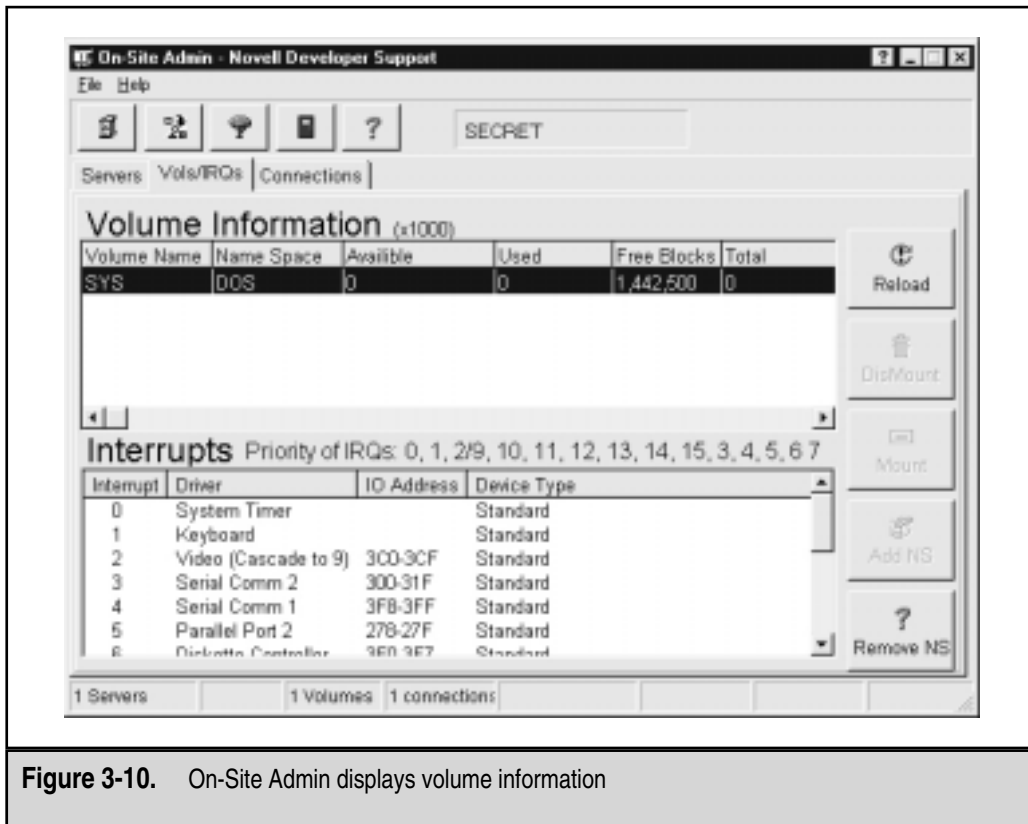 On-Site Admin - Novell Developer Support
File Help
SECRET
Servers Vols/IRQs Connections
Volume Information (x1000)
Volume Name Name Space Availible Used Free Blocks Total
SYS DOS 0 0 1,442,500 0
Reload
DisMount
Mount
Add NS
Remove NS
Interrupts Priority of IRQs: 0, 1, 2/9, 10, 11, 12, 13, 14, 15, 3, 4, 5, 6 7
Interrupt Driver IO Address Device Type
0 System Timer Standard
1 Keyboard Standard
2 Video (Cascade to 9) 3C0-3CF Standard
3 Serial Comm 2 300-31F Standard
4 Serial Comm 1 3F8-3FF Standard
5 Parallel Port 2 278-27F Standard
6 Diskette Controller 3F0-3F7 Standard
1 Servers 1 Volumes 1 connections
Figure 3-10. On-Site Admin displays volume information